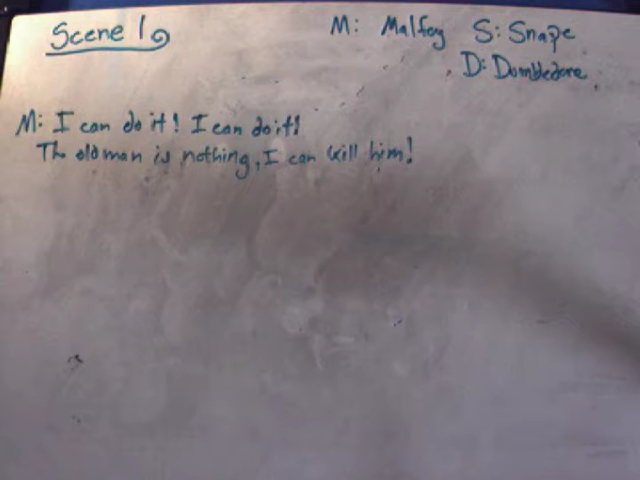 Scene 1
M: Malfoy S: Snape
D: Dumbledore
M: I can do it! I can do it!
The old man is nothing, I can kill him!